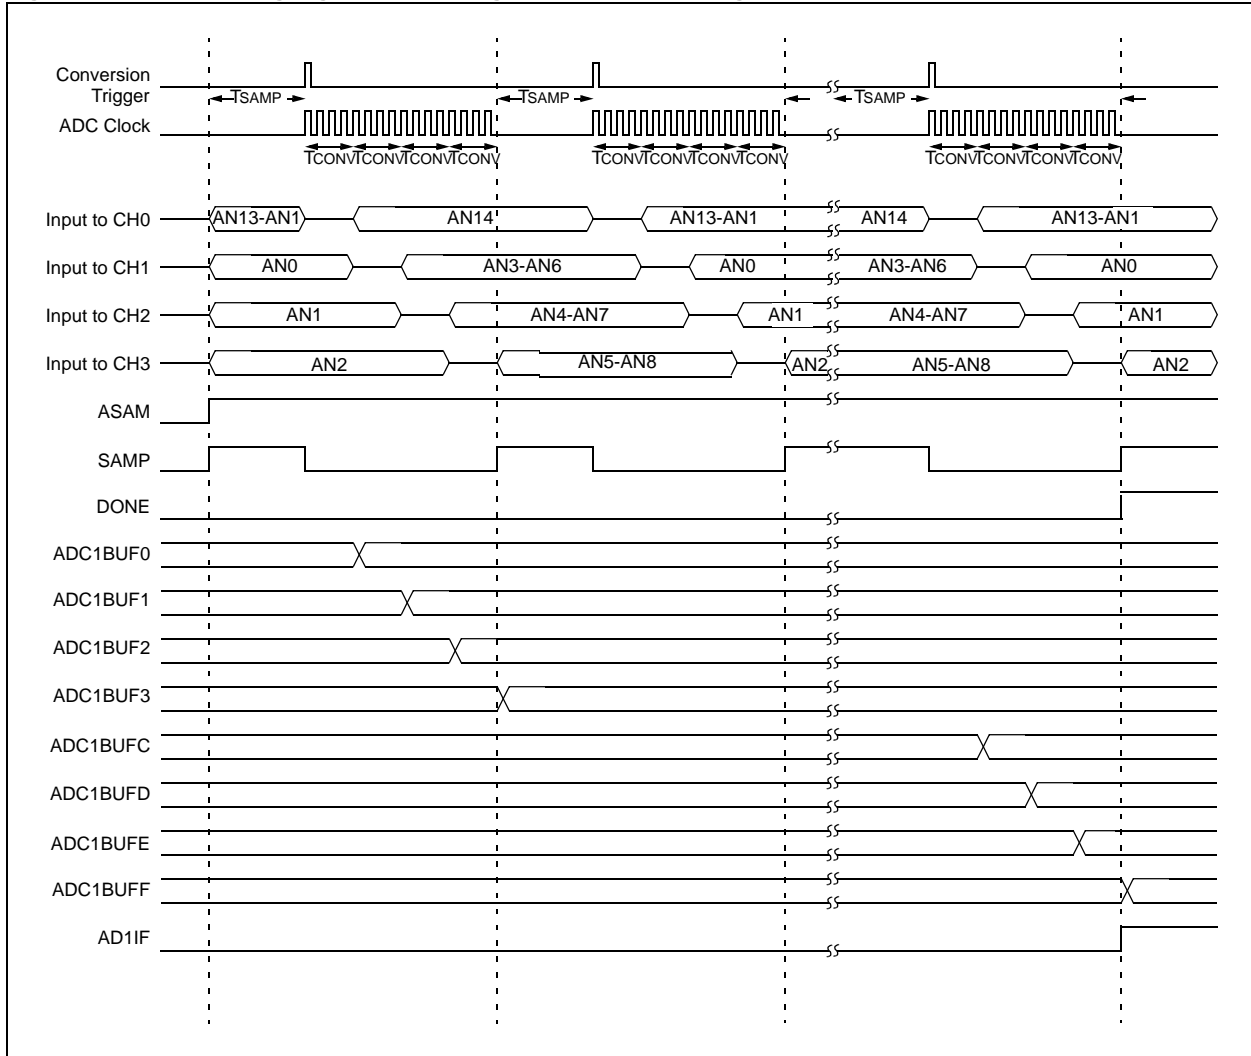 Conversion
Trigger
TSAMP TSAMP TSAMP
ADC Clock
TCONV TCONV TCONV TCONV TCONV TCONV TCONV TCONV TCONV TCONV TCONV TCONV
Input to CH0 AN13-AN1 AN14 AN13-AN1 AN14 AN13-AN1
Input to CH1 AN0 AN3-AN6 AN0 AN3-AN6 AN0
Input to CH2 AN1 AN4-AN7 AN1 AN4-AN7 AN1
Input to CH3 AN2 AN5-AN8 AN2 AN5-AN8 AN2
ASAM
SAMP
DONE
ADC1BUF0
ADC1BUF1
ADC1BUF2
ADC1BUF3
ADC1BUFC
ADC1BUFD
ADC1BUFE
ADC1BUFF
AD1IF